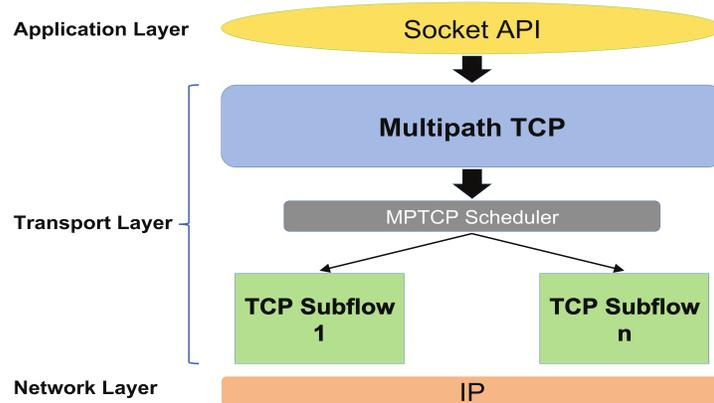 Application Layer
Socket API
Multipath TCP
Transport Layer
MPTCP Scheduler
TCP Subflow
1
TCP Subflow
n
Network Layer
IP